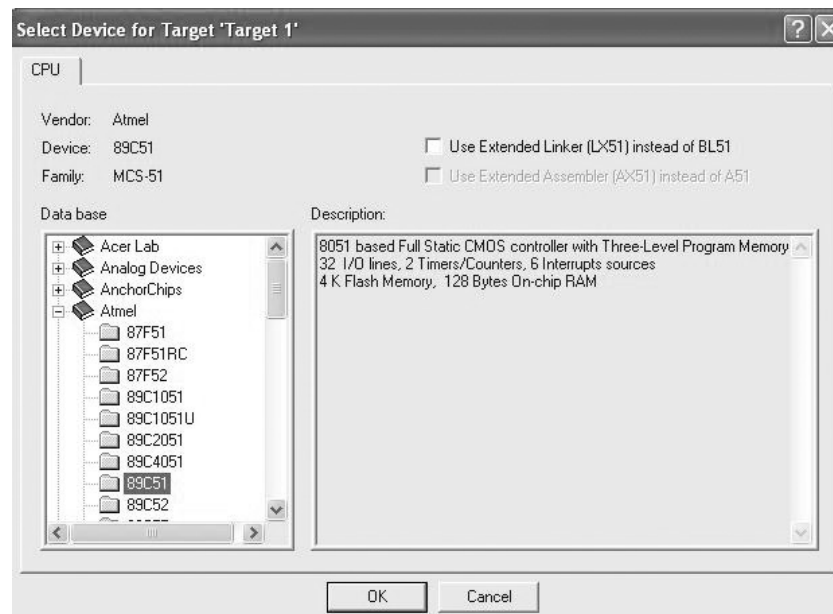 Select Device for Target 'Target 1'
CPU
Vendor: Atmel
Device: 89C51
Family: MCS-51
Use Extended Linker (LX51) instead of BL51
Use Extended Assembler (AX51) instead of A51
Data base
Acer Lab
Analog Devices
AnchorChips
Atmel
87F51
87F51RC
87F52
89C1051
89C1051U
89C2051
89C4051
89C51
89C52
Description:
8051 based Full Static CMOS controller with Three-Level Program Memory
32 I/O lines, 2 Timers/Counters, 6 Interrupts sources
4 K Flash Memory, 128 Bytes On-chip RAM
OK
Cancel